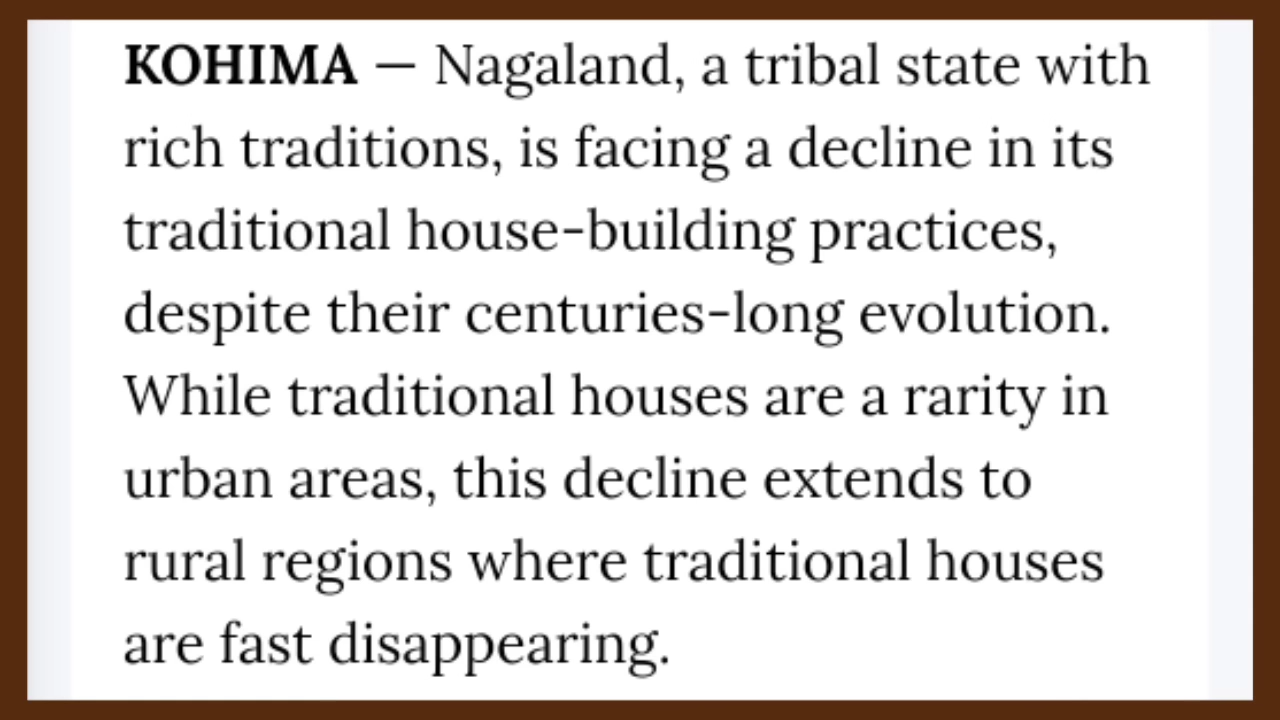 KOHIMA — Nagaland, a tribal state with
rich traditions, is facing a decline in its
traditional house-building practices,
despite their centuries-long evolution.
While traditional houses are a rarity in
urban areas, this decline extends to
rural regions where traditional houses
are fast disappearing.